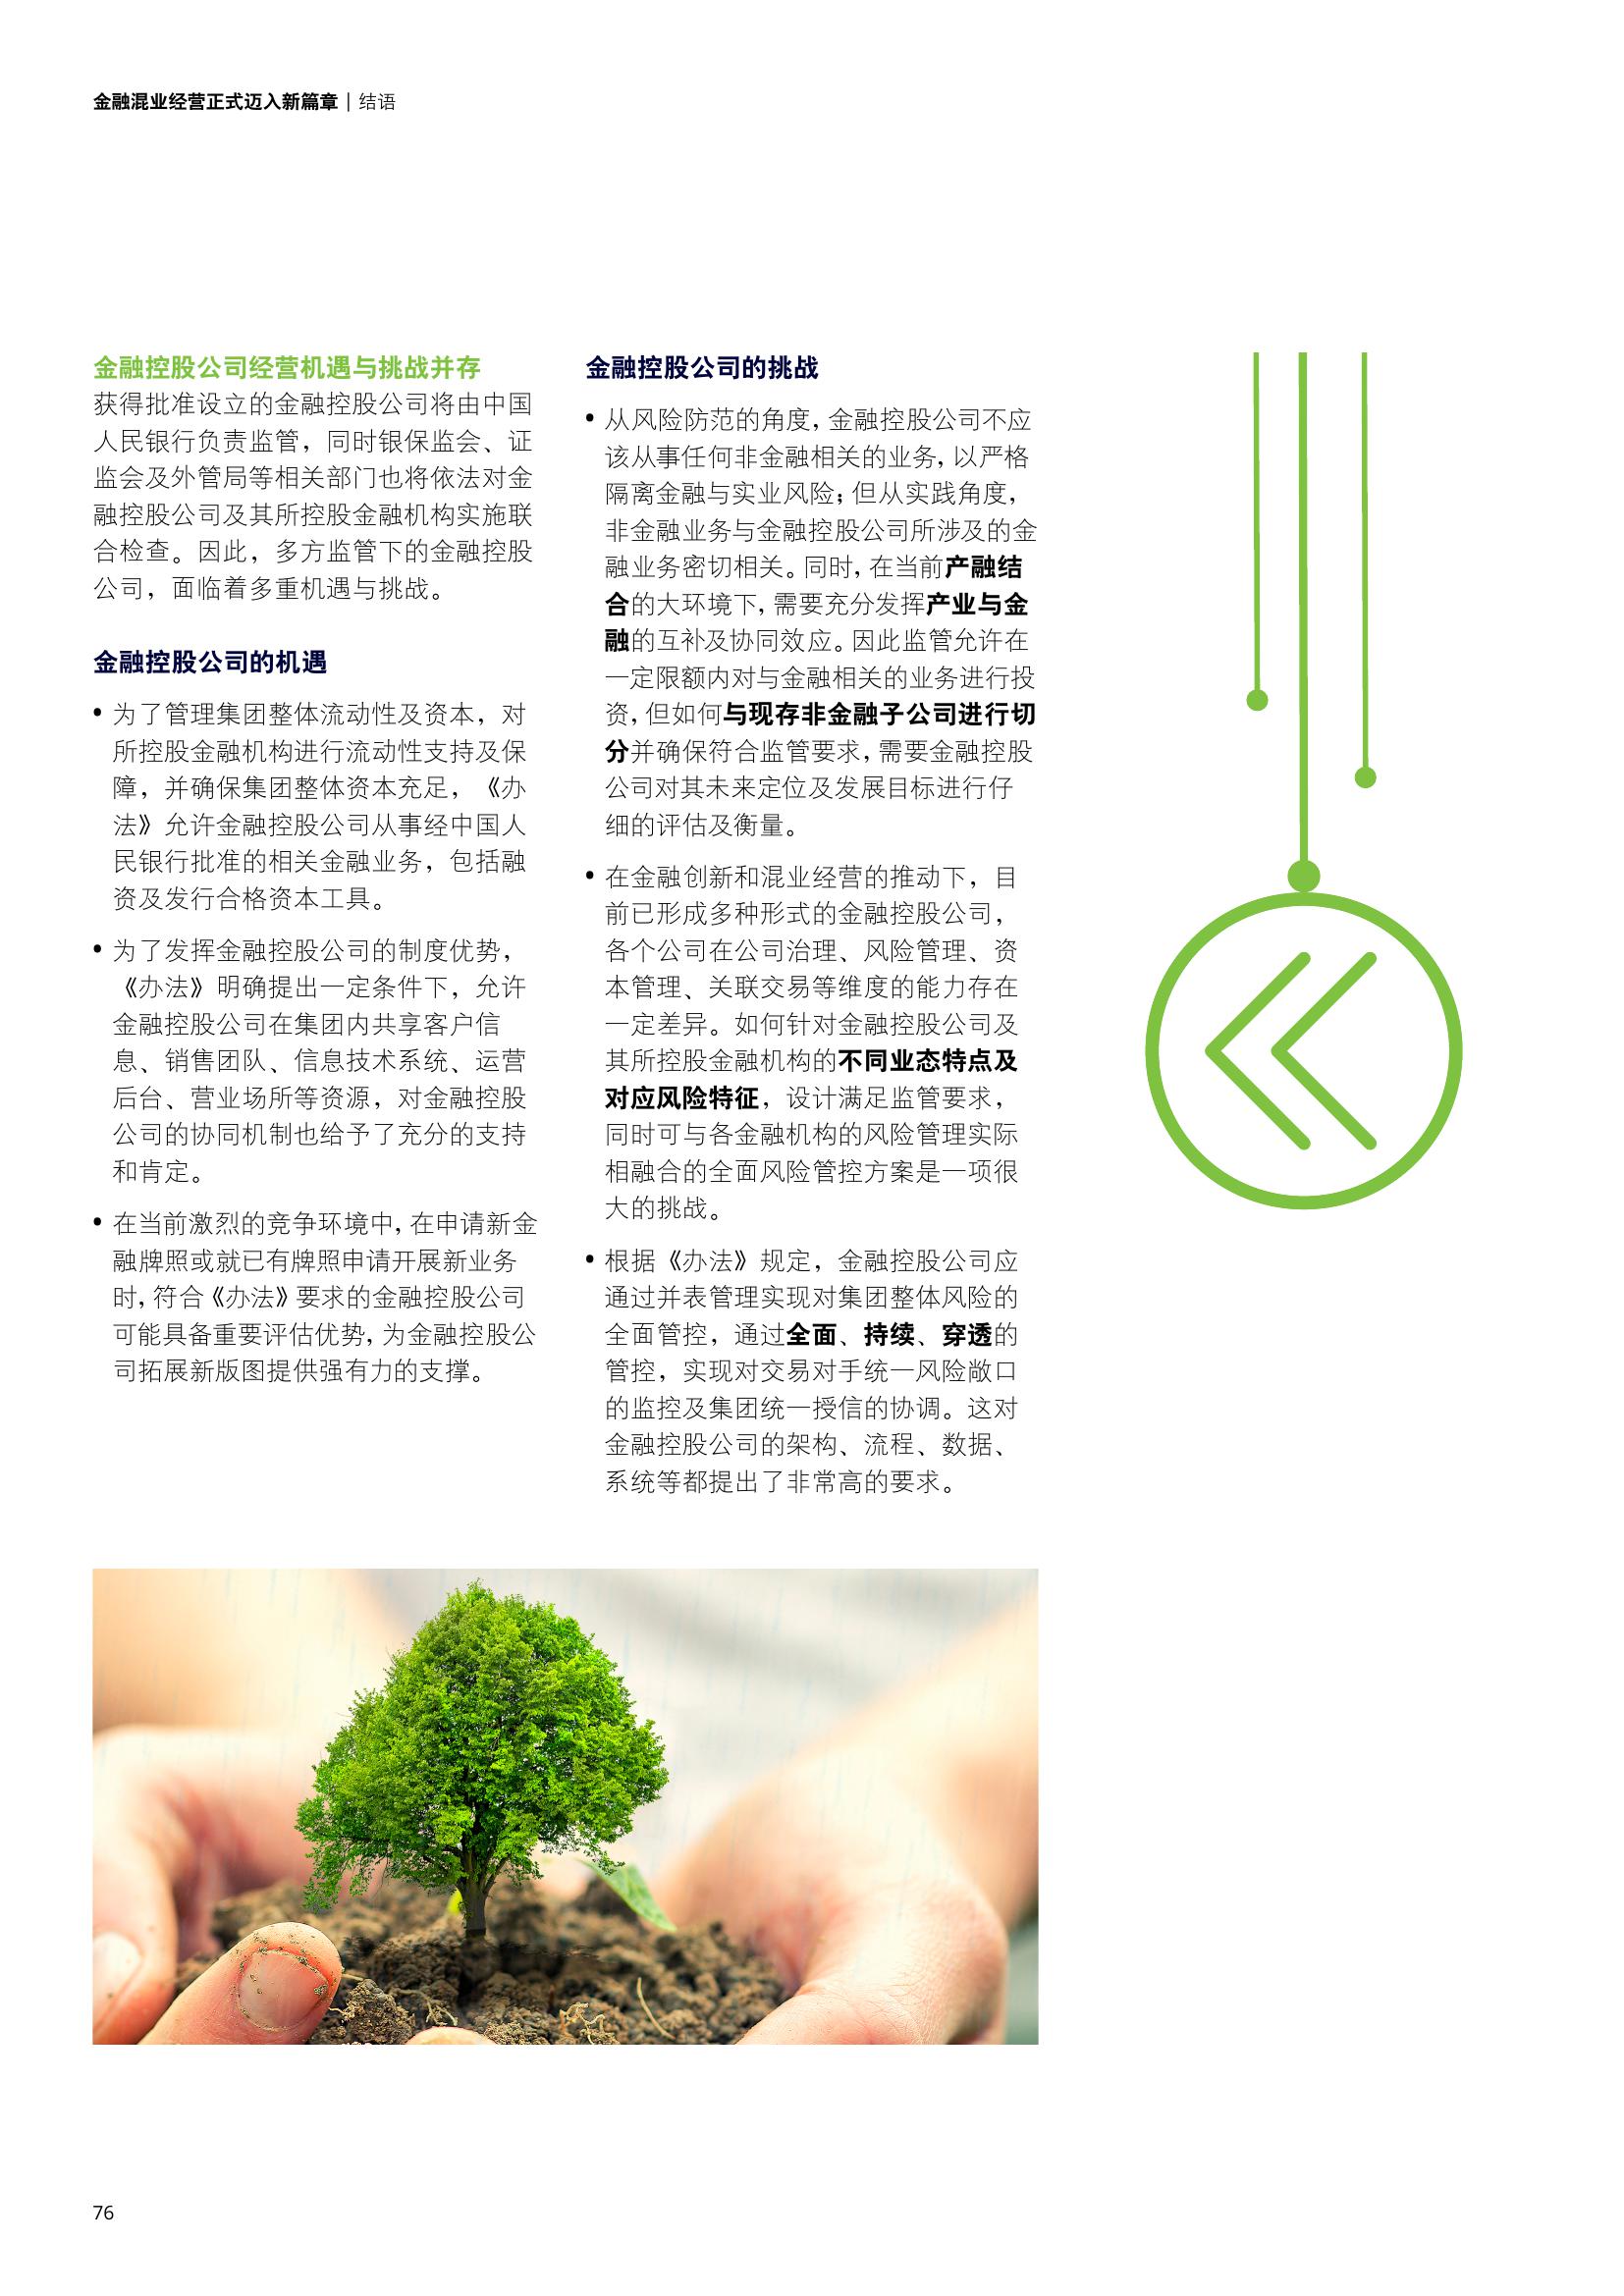 金融混业经营正式迈入新篇章 | 结语
金融控股公司经营机遇与挑战并存
获得批准设立的金融控股公司将由中国
人民银行负责监管，同时银保监会、证
监会及外管局等相关部门也将依法对金
融控股公司及其所控股金融机构实施联
合检查。因此，多方监管下的金融控股
公司，面临着多重机遇与挑战。
金融控股公司的机遇
• 为了管理集团整体流动性及资本，对
所控股金融机构进行流动性支持及保
障，并确保集团整体资本充足，《办
法》允许金融控股公司从事经中国人
民银行批准的相关金融业务，包括融
资及发行合格资本工具。
• 为了发挥金融控股公司的制度优势，
《办法》明确提出一定条件下，允许
金融控股公司在集团内共享客户信
息、销售团队、信息技术系统、运营
后台、营业场所等资源，对金融控股
公司的协同机制也给予了充分的支持
和肯定。
• 在当前激烈的竞争环境中，在申请新金
融牌照或就已有牌照申请开展新业务
时，符合《办法》要求的金融控股公司
可能具备重要评估优势，为金融控股公
司拓展新版图提供强有力的支撑。
金融控股公司的挑战
• 从风险防范的角度，金融控股公司不应
该从事任何非金融相关的业务，以严格
隔离金融与实业风险；但从实践角度，
非金融业务与金融控股公司所涉及的金
融业务密切相关。同时，在当前产融结
合的大环境下，需要充分发挥产业与金
融的互补及协同效应。因此监管允许在
一定限额内对与金融相关的业务进行投
资，但如何与现存非金融子公司进行切
分并确保符合监管要求，需要金融控股
公司对其未来定位及发展目标进行仔
细的评估及衡量。
• 在金融创新和混业经营的推动下，目
前已形成多种形式的金融控股公司，
各个公司在公司治理、风险管理、资
本管理、关联交易等维度的能力存在
一定差异。如何针对金融控股公司及
其所控股金融机构的不同业态特点及
对应风险特征，设计满足监管要求，
同时可与各金融机构的风险管理实际
相融合的全面风险管控方案是一项很
大的挑战。
• 根据《办法》规定，金融控股公司应
通过并表管理实现对集团整体风险的
全面管控，通过全面、持续、穿透的
管控，实现对交易对手统一风险敞口
的监控及集团统一授信的协调。这对
金融控股公司的架构、流程、数据、
系统等都提出了非常高的要求。
76